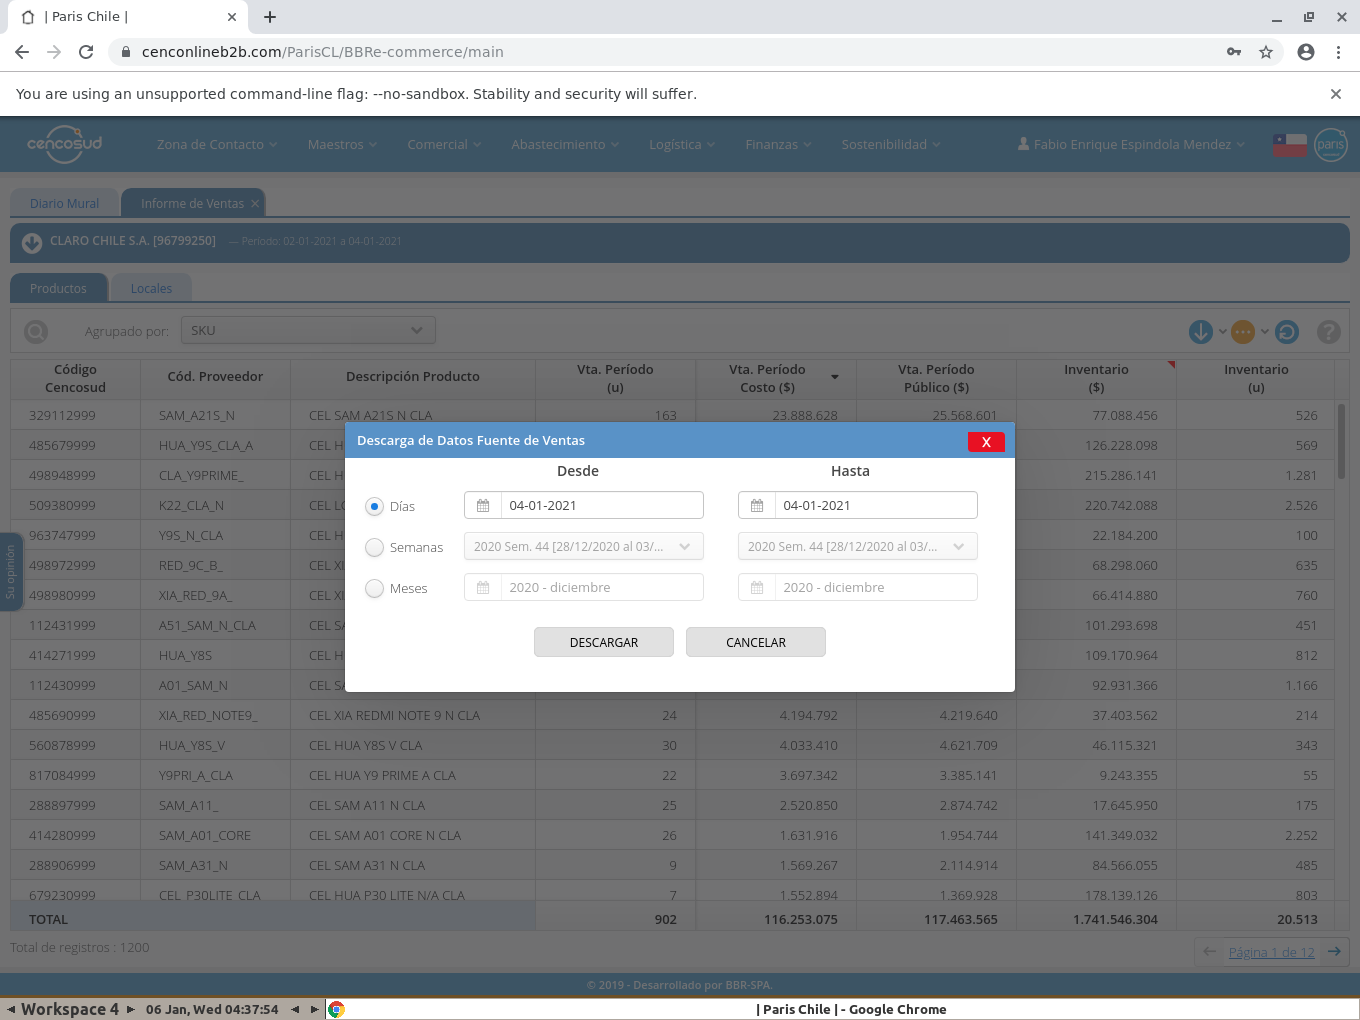 | Paris Chile |
cenconlineb2b.com/ParisCL/BBRe-commerce/main
You are using an unsupported command-line flag: --no-sandbox. Stability and security will suffer.
cencosud
Zona de Contacto Maestros Comercial Abastecimiento Logística Finanzas Sostenibilidad Fabio Enrique Espindola Mendez paris
Diario Mural Informe de Ventas
CLARO CHILE S.A. [96799250] — Periodo: 02-01-2021 a 04-01-2021
Productos Locales
Agrupado por: SKU
Código Cencosud Cód. Proveedor Descripción Producto Vta. Período (u) Vta. Período Costo ($) Vta. Período Público ($) Inventario ($) Inventario (u)
329112999 SAM_A21S_N CEL SAM A21S N CLA 163 23.888.628 25.568.601 77.088.456 526
485679999 HUA_Y9S_CLA_A CEL H 126.228.098 569
498948999 CLA_Y9PRIME_ CEL H 215.286.141 1.281
509380999 K22_CLA_N CEL LG 220.742.088 2.526
963747999 Y9S_N_CLA CEL H 22.184.200 100
498972999 RED_9C_B_ CEL XI 68.298.060 635
498980999 XIA_RED_9A_ CEL XI 66.414.880 760
112431999 A51_SAM_N_CLA CEL SA 101.293.698 451
414271999 HUA_Y8S CEL H 109.170.964 812
112430999 A01_SAM_N CEL SA 92.931.366 1.166
485690999 XIA_RED_NOTE9_ CEL XIA REDMI NOTE 9 N CLA 24 4.194.792 4.219.640 37.403.562 214
560878999 HUA_Y8S_V CEL HUA Y8S V CLA 30 4.033.410 4.621.709 46.115.321 343
817084999 Y9PRI_A_CLA CEL HUA Y9 PRIME A CLA 22 3.697.342 3.385.141 9.243.355 55
288897999 SAM_A11_ CEL SAM A11 N CLA 25 2.520.850 2.874.742 17.645.950 175
414280999 SAM_A01_CORE CEL SAM A01 CORE N CLA 26 1.631.916 1.954.744 141.349.032 2.252
288906999 SAM_A31_N CEL SAM A31 N CLA 9 1.569.267 2.114.914 84.566.055 485
679230999 CEL_P30LITE_CLA CEL HUA P30 LITE N/A CLA 7 1.552.894 1.369.928 178.139.126 803
TOTAL 902 116.253.075 117.463.565 1.741.546.304 20.513
Total de registros : 1200
Página 1 de 12
Su opinión
Descarga de Datos Fuente de Ventas X
Desde Hasta
Días 04-01-2021 04-01-2021
Semanas 2020 Sem. 44 [28/12/2020 al 03/... 2020 Sem. 44 [28/12/2020 al 03/...
Meses 2020 - diciembre 2020 - diciembre
DESCARGAR CANCELAR
© 2019 - Desarrollado por BBR-SPA.
Workspace 4 06 Jan, Wed 04:37:54 | Paris Chile | - Google Chrome